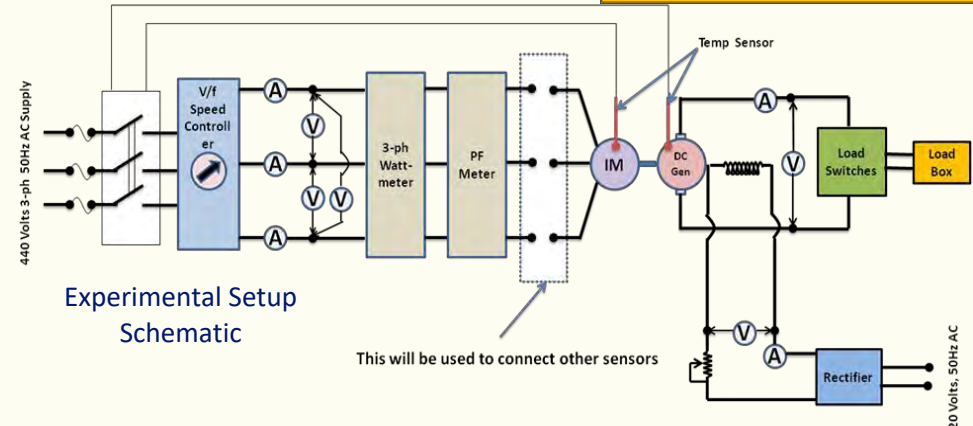 Temp Sensor
440 Volts 3-ph 50Hz AC Supply
V/f
Speed
Controll
er
A
A
A
V
V
V
3-ph
Watt-
meter
PF
Meter
IM
DC
Gen
A
V
Load
Switches
Load
Box
Experimental Setup
Schematic
This will be used to connect other sensors
V
A
Rectifier
20 Volts, 50Hz AC